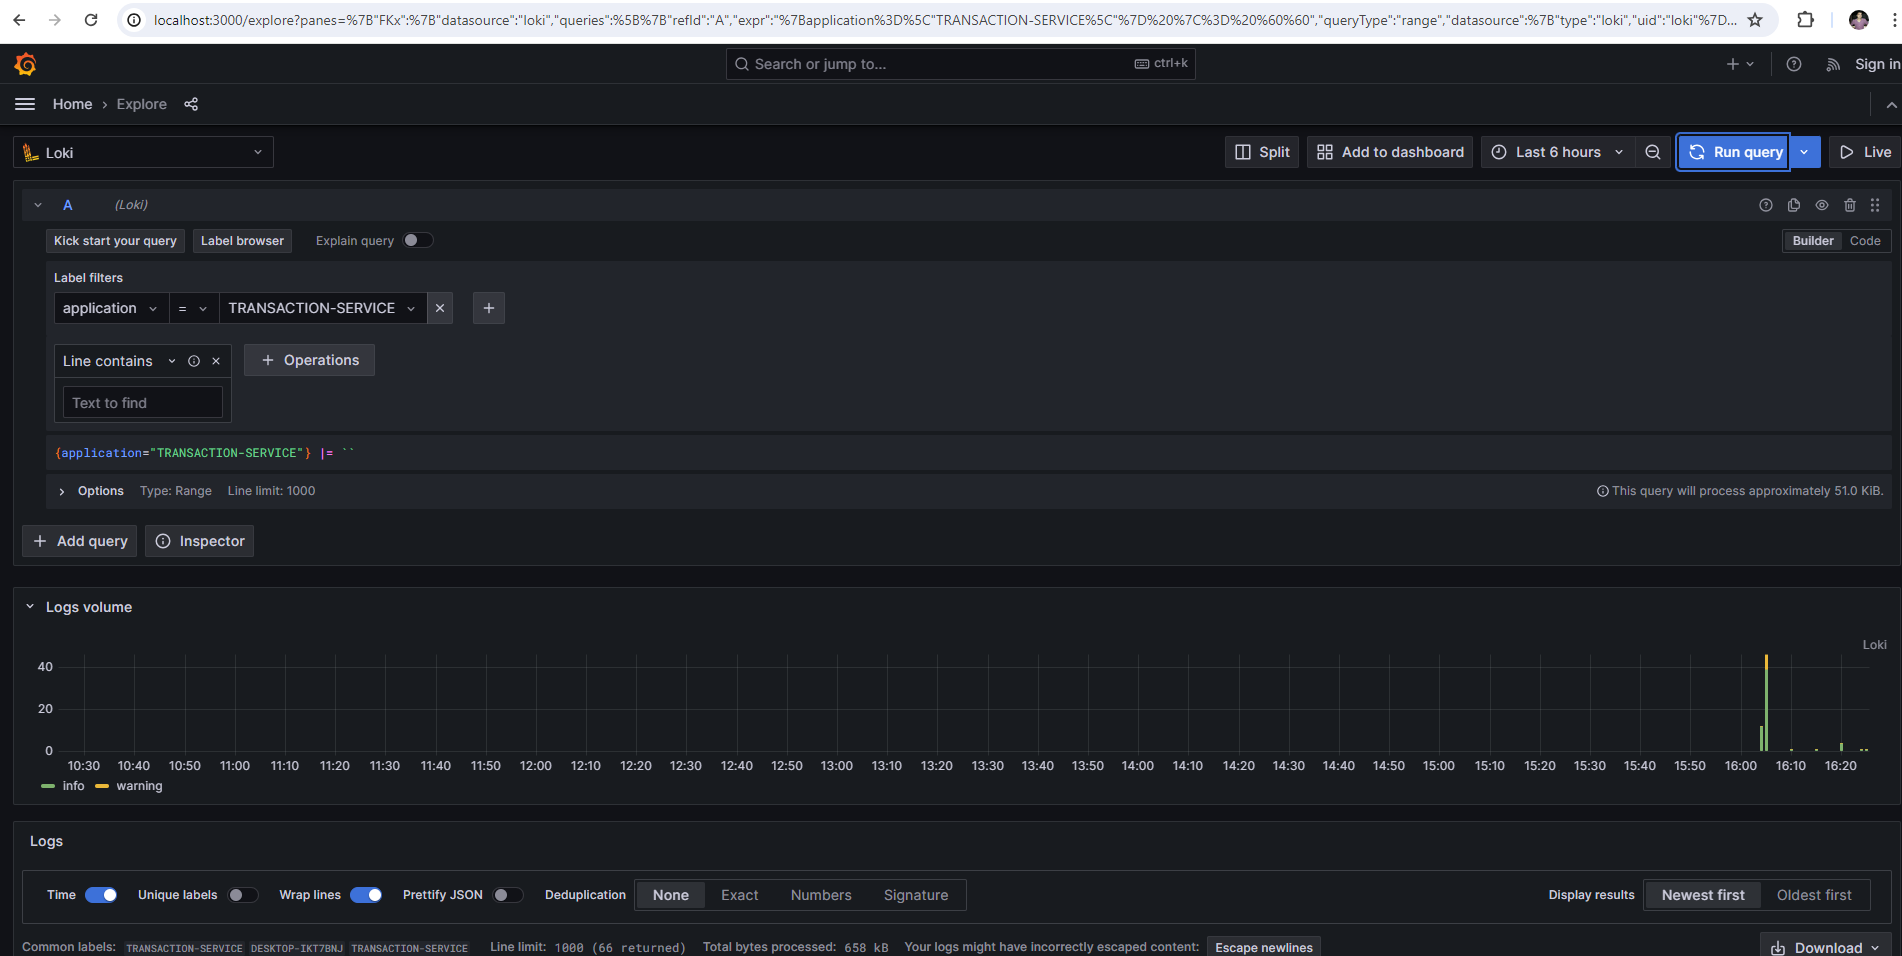 localhost:3000/explore?panes=%7B"FKx":%7B"datasource":"loki","queries":%5B%7B"refId":"A","expr":"%7Bapplication%3D%5C"TRANSACTION-SERVICE%5C"%7D%20%7C%3D%20%60%60","queryType":"range","datasource":%7B"type":"loki","uid":"loki"%7D...
Search or jump to... ctrl+k Sign in
Home › Explore
Loki Split Add to dashboard Last 6 hours Run query Live
A (Loki)
Kick start your query Label browser Explain query Builder Code
Label filters
application = TRANSACTION-SERVICE
Line contains + Operations
Text to find
{application="TRANSACTION-SERVICE"} |= ``
Options Type: Range Line limit: 1000 This query will process approximately 51.0 KiB.
+ Add query Inspector
Logs volume
Loki
40
20
0
10:30 10:40 10:50 11:00 11:10 11:20 11:30 11:40 11:50 12:00 12:10 12:20 12:30 12:40 12:50 13:00 13:10 13:20 13:30 13:40 13:50 14:00 14:10 14:20 14:30 14:40 14:50 15:00 15:10 15:20 15:30 15:40 15:50 16:00 16:10 16:20
info warning
Logs
Time Unique labels Wrap lines Prettify JSON Deduplication None Exact Numbers Signature Display results Newest first Oldest first
Common labels: TRANSACTION-SERVICE DESKTOP-IKT7BNJ TRANSACTION-SERVICE Line limit: 1000 (66 returned) Total bytes processed: 658 kB Your logs might have incorrectly escaped content: Escape newlines Download